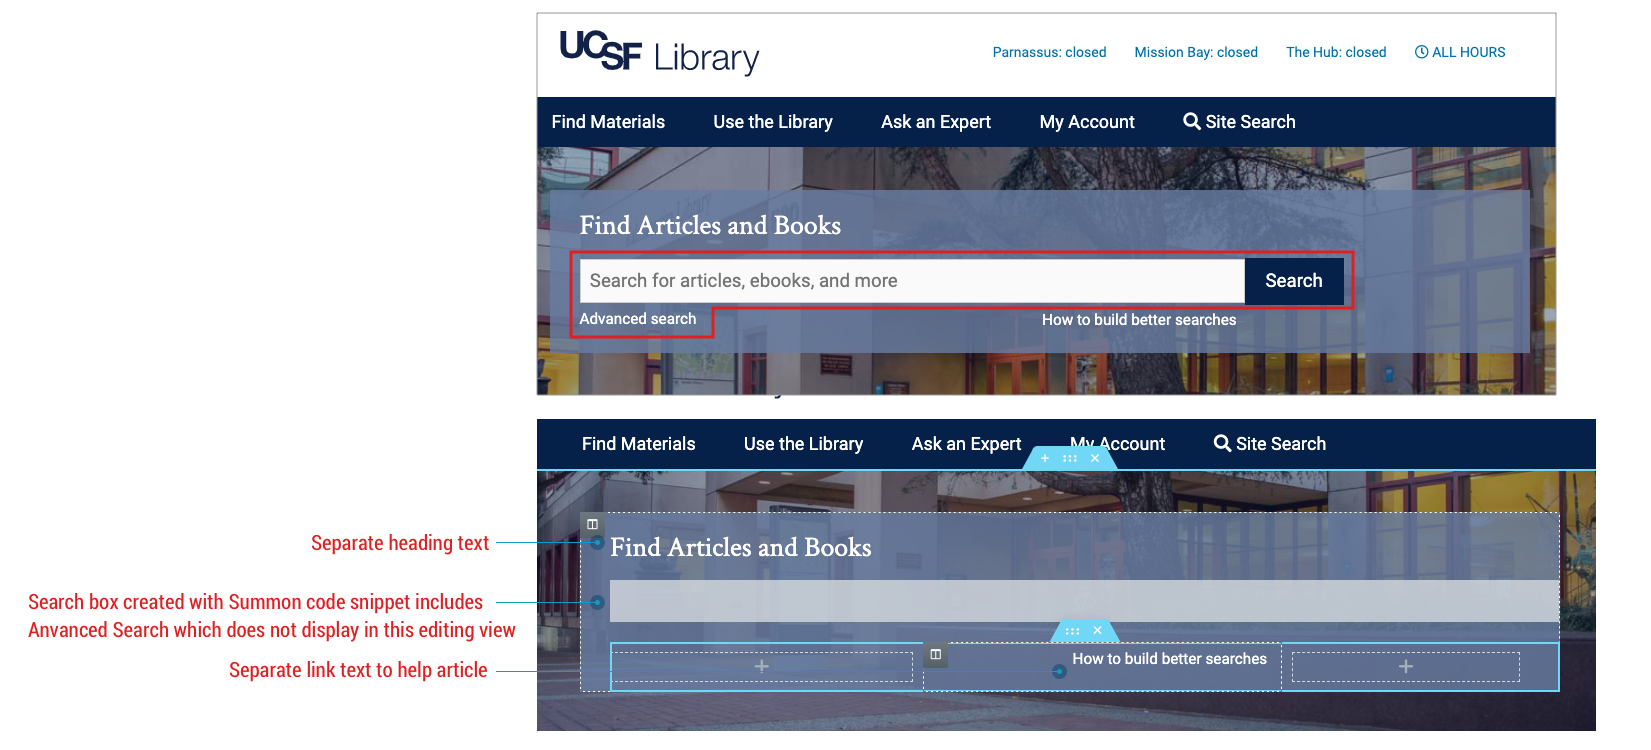 UCSF Library
Parnassus: closed Mission Bay: closed The Hub: closed ALL HOURS
Find Materials Use the Library Ask an Expert My Account Site Search
Find Articles and Books
Search for articles, ebooks, and more Search
Advanced search How to build better searches
Find Materials Use the Library Ask an Expert My Account Site Search
Separate heading text
Find Articles and Books
Search box created with Summon code snippet includes
Anvanced Search which does not display in this editing view
Separate link text to help article
How to build better searches